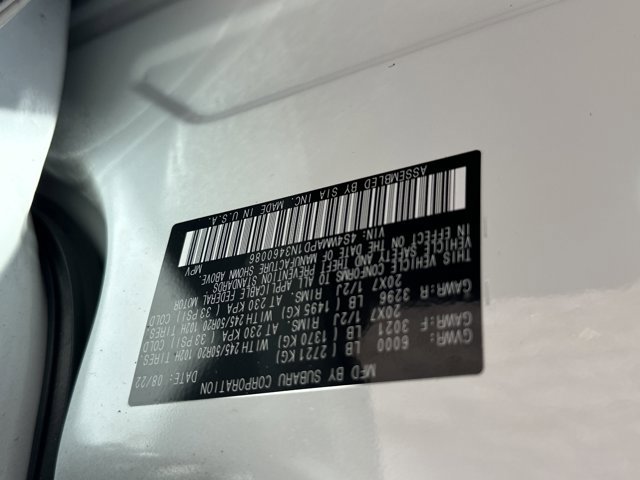 MFD BY SUBARU CORPORATION DATE: 08/22
GVWR: 6000 LB ( 2721 KG)
GAWR:F 3021 LB ( 1370 KG) WITH 245/50R20 102H TIRES,
20X7 1/2J RIMS, AT 230 KPA ( 33 PSI) COLD
GAWR:R 3296 LB ( 1495 KG) WITH 245/50R20 102H TIRES,
20X7 1/2J RIMS, AT 230 KPA ( 33 PSI) COLD
THIS VEHICLE CONFORMS TO ALL APPLICABLE FEDERAL MOTOR
VEHICLE SAFETY AND THEFT PREVENTION STANDARDS
IN EFFECT ON THE DATE OF MANUFACTURE SHOWN ABOVE.
MPV
ASSEMBLED BY SIA INC. MADE IN U.S.A.